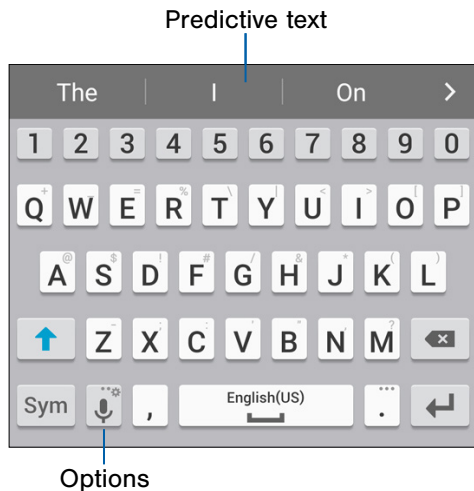 Predictive text
The I On >
1 2 3 4 5 6 7 8 9 0
+ = % \ | < > [ ]
Q W E R T Y U I O P
@ $ ! # / & * ( )
A S D F G H J K L
- ' : ; " , ?
Z X C V B N M
Sym , English(US) .
Options